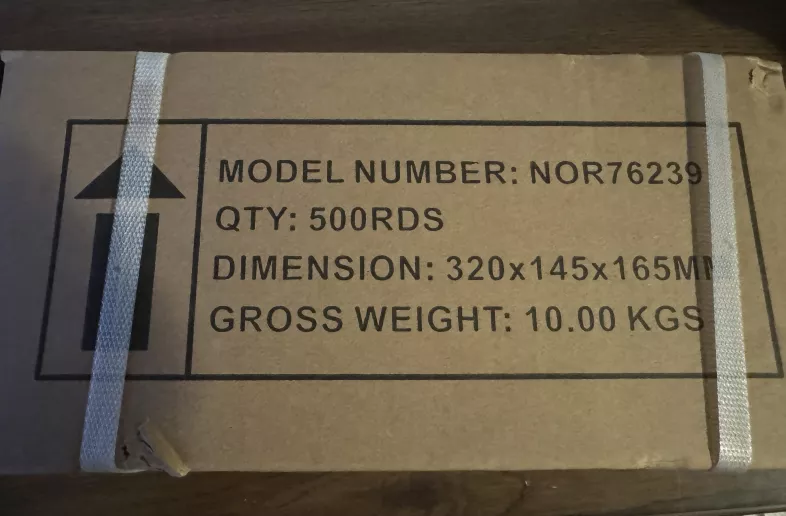 MODEL NUMBER: NOR76239
QTY: 500RDS
DIMENSION: 320x145x165MM
GROSS WEIGHT: 10.00 KGS